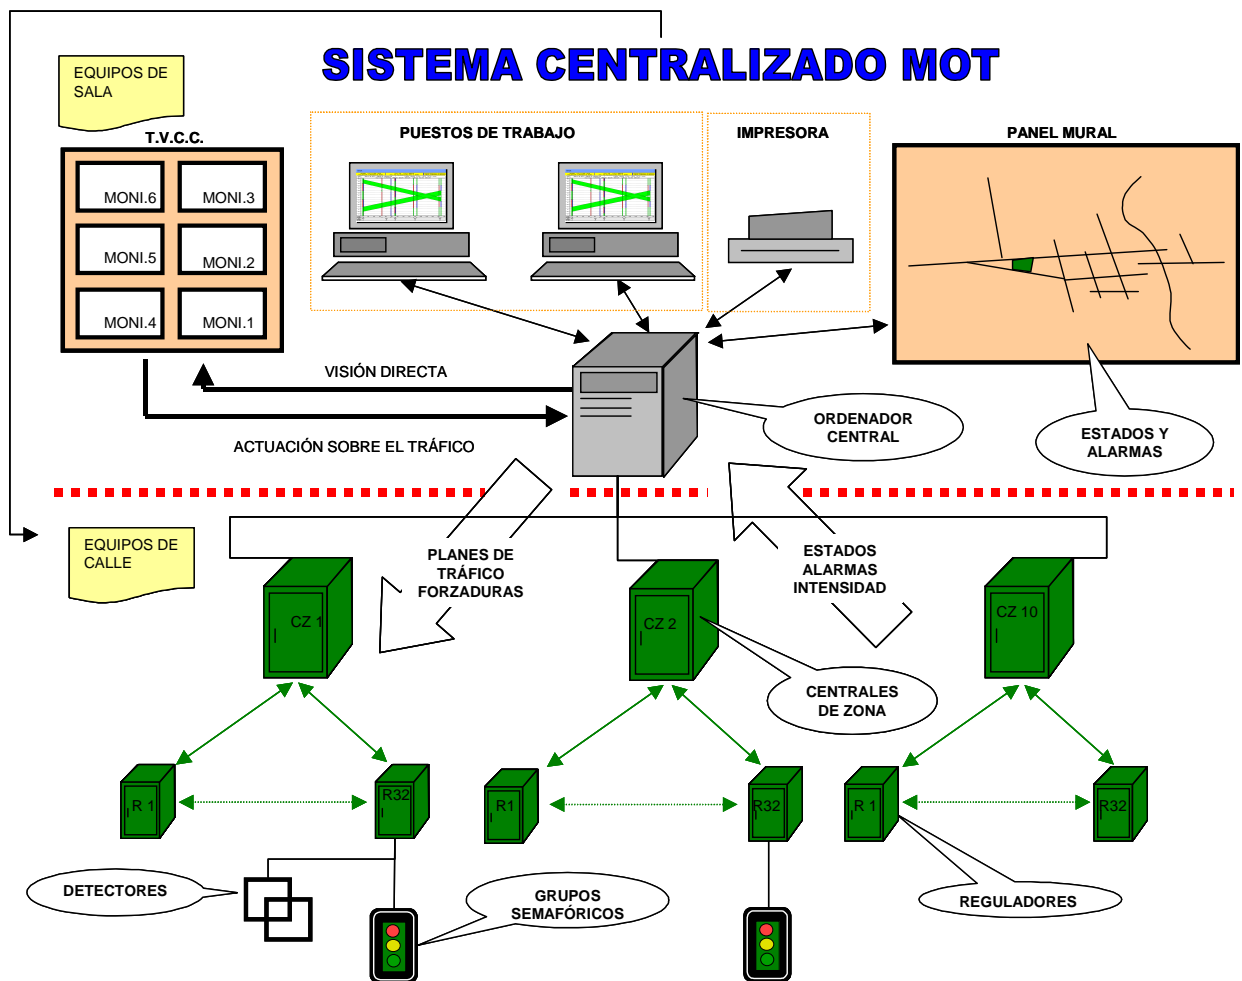 SISTEMA CENTRALIZADO MOT
EQUIPOS DE
SALA
T.V.C.C.
PUESTOS DE TRABAJO
IMPRESORA
PANEL MURAL
MONI.6
MONI.3
MONI.5
MONI.2
MONI.4
MONI.1
VISIÓN DIRECTA
ACTUACIÓN SOBRE EL TRÁFICO
ORDENADOR
CENTRAL
ESTADOS Y
ALARMAS
EQUIPOS DE
CALLE
PLANES DE
TRÁFICO
FORZADURAS
ESTADOS
ALARMAS
INTENSIDAD
CZ 1
CZ 2
CZ 10
CENTRALES
DE ZONA
R 1
R32
R1
R32
R 1
R32
DETECTORES
GRUPOS
SEMAFÓRICOS
REGULADORES